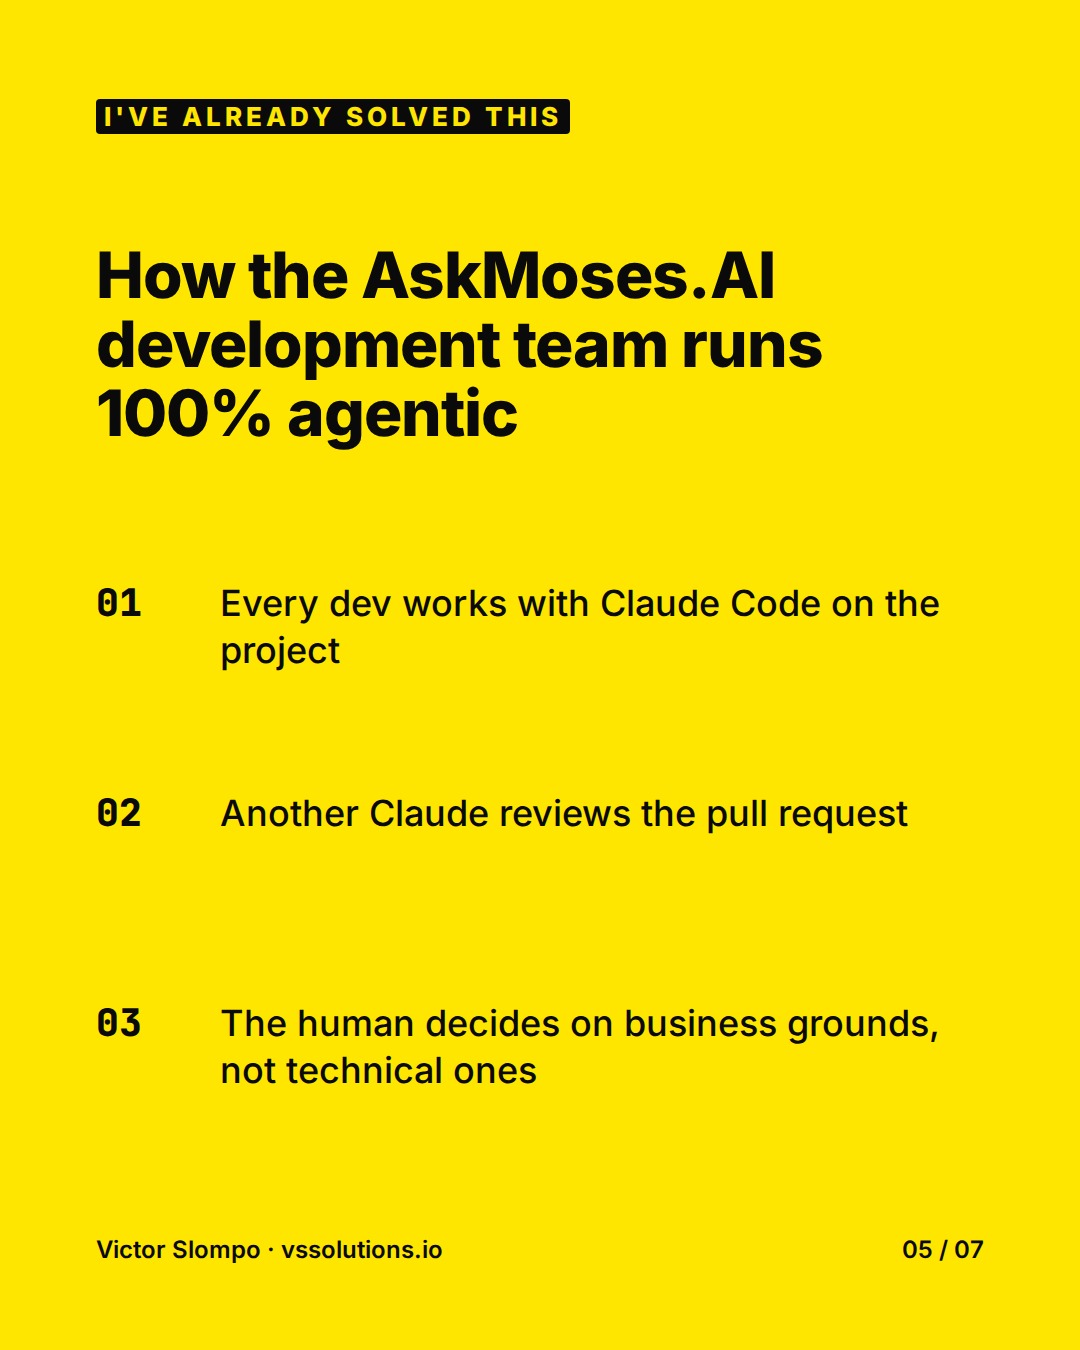 I'VE ALREADY SOLVED THIS
How the AskMoses.AI
development team runs
100% agentic
01 Every dev works with Claude Code on the
project
02 Another Claude reviews the pull request
03 The human decides on business grounds,
not technical ones
Victor Slompo · vssolutions.io 05 / 07